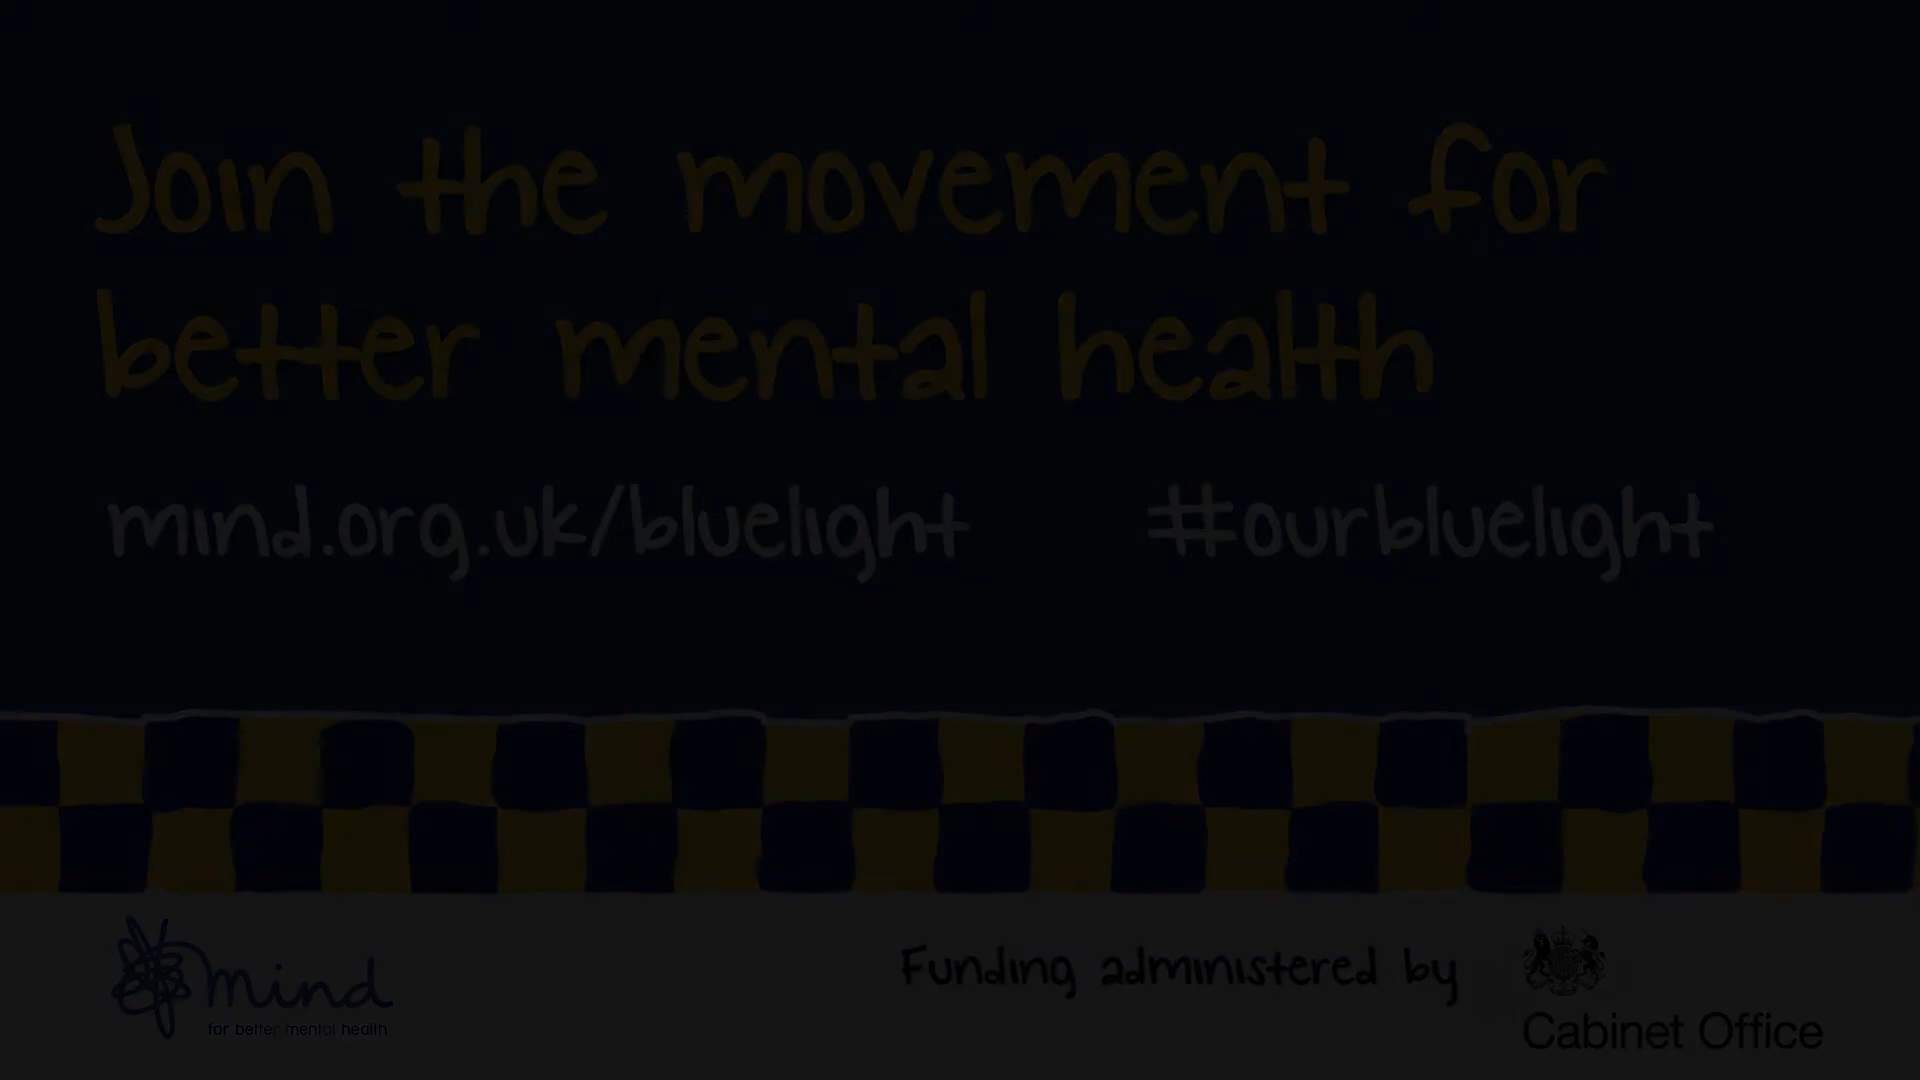 Join the movement for
better mental health
mind.org.uk/bluelight #ourbluelight
mind
for better mental health
Funding administered by
Cabinet Office